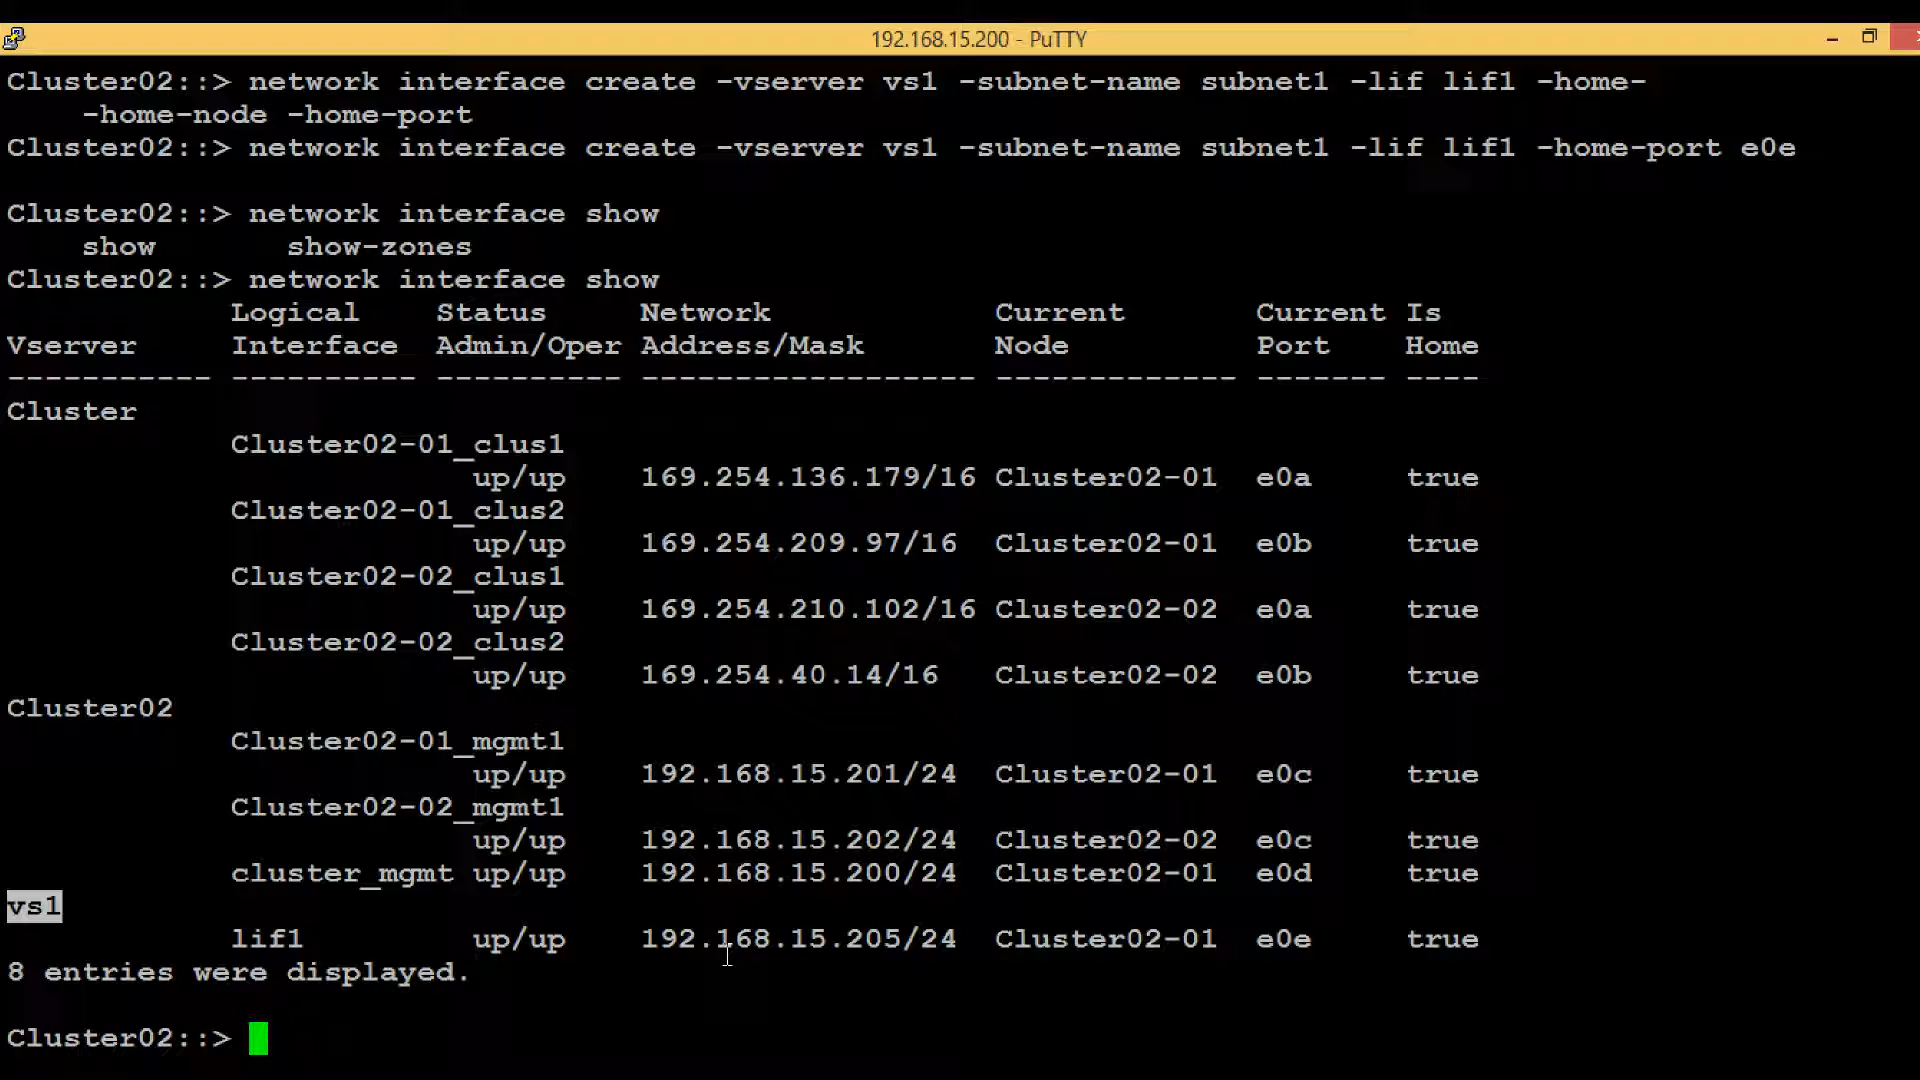 192.168.15.200 - PuTTY
Cluster02::> network interface create -vserver vs1 -subnet-name subnet1 -lif lif1 -home-
-home-node -home-port
Cluster02::> network interface create -vserver vs1 -subnet-name subnet1 -lif lif1 -home-port e0e
Cluster02::> network interface show
show show-zones
Cluster02::> network interface show
Logical Status Network Current Current Is
Vserver Interface Admin/Oper Address/Mask Node Port Home
----------- ---------- ---------- ------------------ ------------- ------- ----
Cluster
Cluster02-01_clus1
up/up 169.254.136.179/16 Cluster02-01 e0a true
Cluster02-01_clus2
up/up 169.254.209.97/16 Cluster02-01 e0b true
Cluster02-02_clus1
up/up 169.254.210.102/16 Cluster02-02 e0a true
Cluster02-02_clus2
up/up 169.254.40.14/16 Cluster02-02 e0b true
Cluster02
Cluster02-01_mgmt1
up/up 192.168.15.201/24 Cluster02-01 e0c true
Cluster02-02_mgmt1
up/up 192.168.15.202/24 Cluster02-02 e0c true
cluster_mgmt up/up 192.168.15.200/24 Cluster02-01 e0d true
vs1
lif1 up/up 192.168.15.205/24 Cluster02-01 e0e true
8 entries were displayed.
Cluster02::>